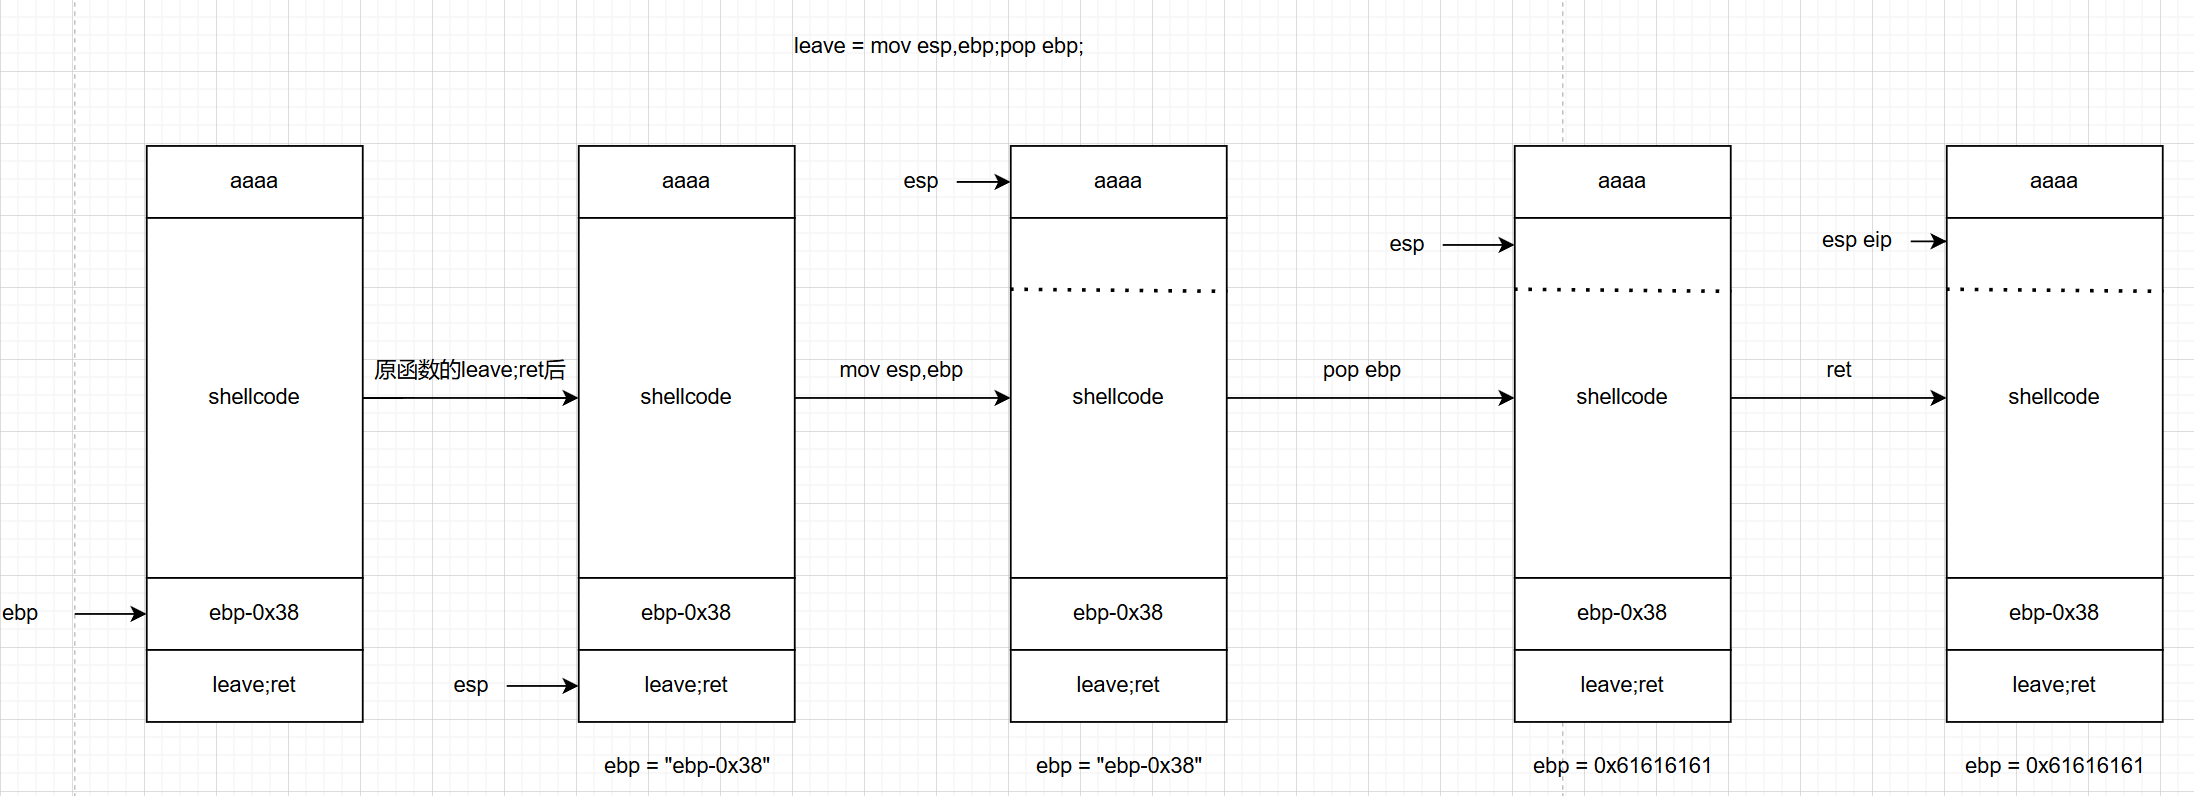 leave = mov esp,ebp;pop ebp;
aaaa
aaaa
esp
aaaa
aaaa
aaaa
esp
esp eip
原函数的leave;ret后
mov esp,ebp
pop ebp
ret
shellcode
shellcode
shellcode
shellcode
shellcode
ebp
ebp-0x38
ebp-0x38
ebp-0x38
ebp-0x38
ebp-0x38
leave;ret
esp
leave;ret
leave;ret
leave;ret
leave;ret
ebp = "ebp-0x38"
ebp = "ebp-0x38"
ebp = 0x61616161
ebp = 0x61616161